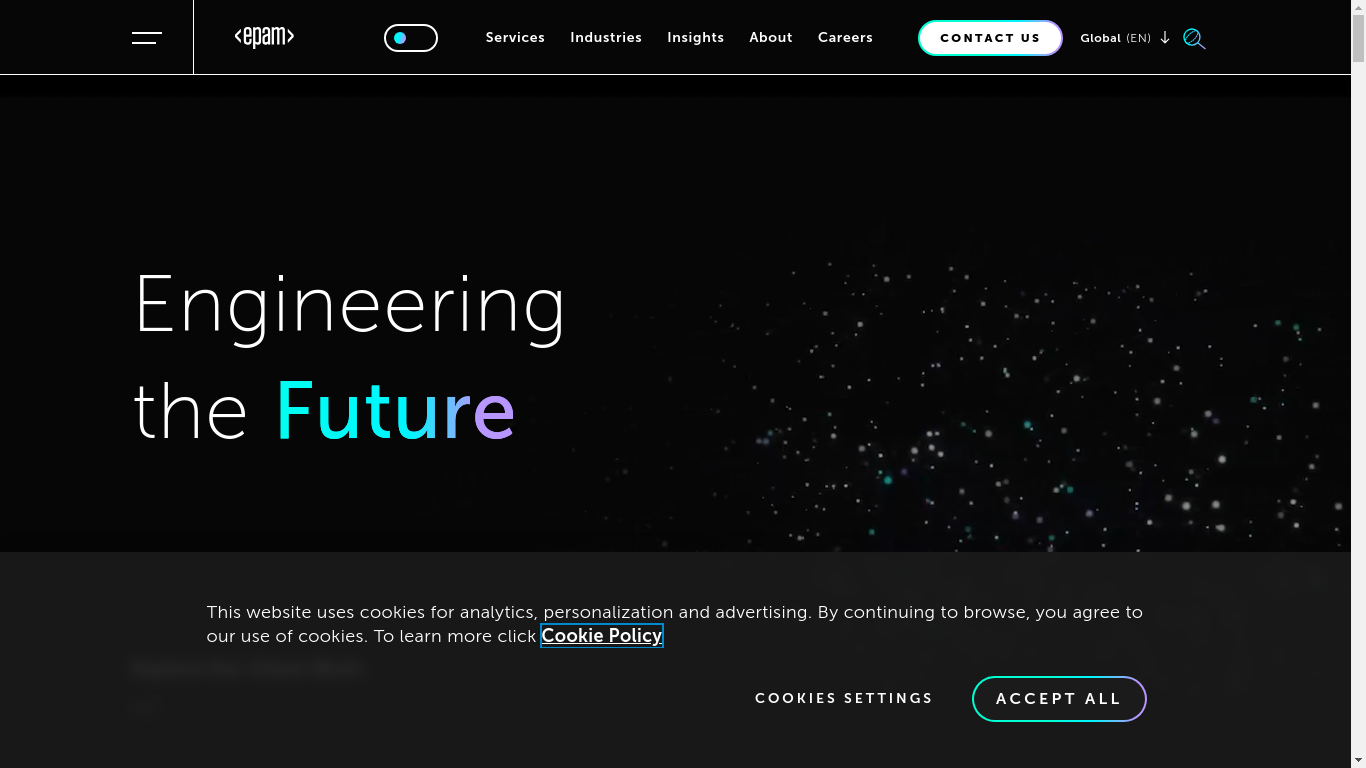 <epam>
Services
Industries
Insights
About
Careers
CONTACT US
Global (EN)
Engineering
the Future
This website uses cookies for analytics, personalization and advertising. By continuing to browse, you agree to
our use of cookies. To learn more click Cookie Policy
COOKIES SETTINGS
ACCEPT ALL